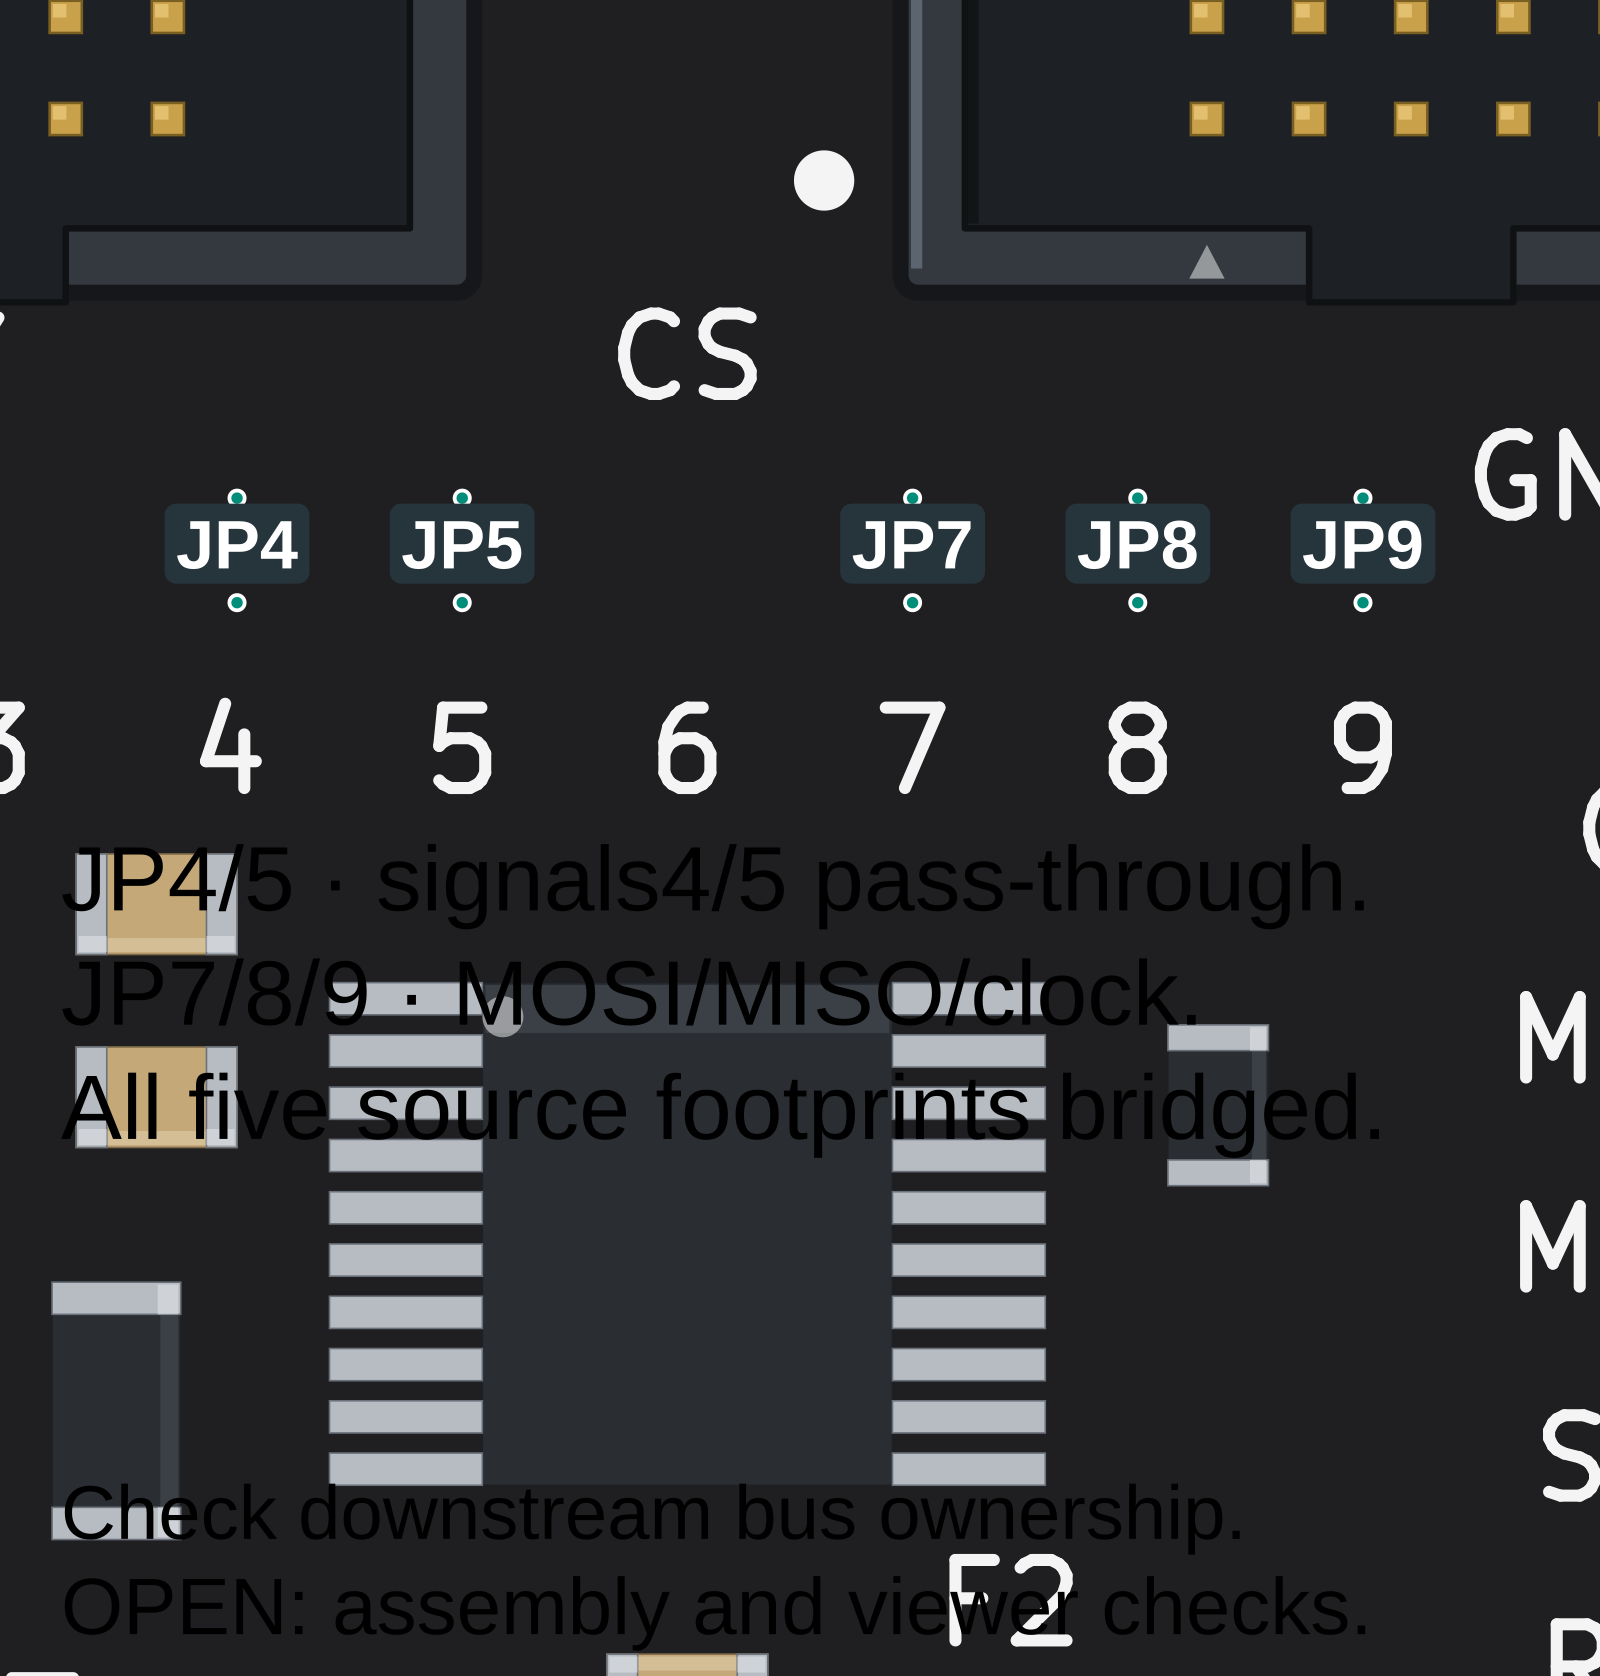 CS
GN
JP4 JP5 JP7 JP8 JP9
3 4 5 6 7 8 9
JP4/5 · signals4/5 pass-through.
JP7/8/9 · MOSI/MISO/clock.
M
All five source footprints bridged.
M
S
Check downstream bus ownership.
F2
OPEN: assembly and viewer checks.
R